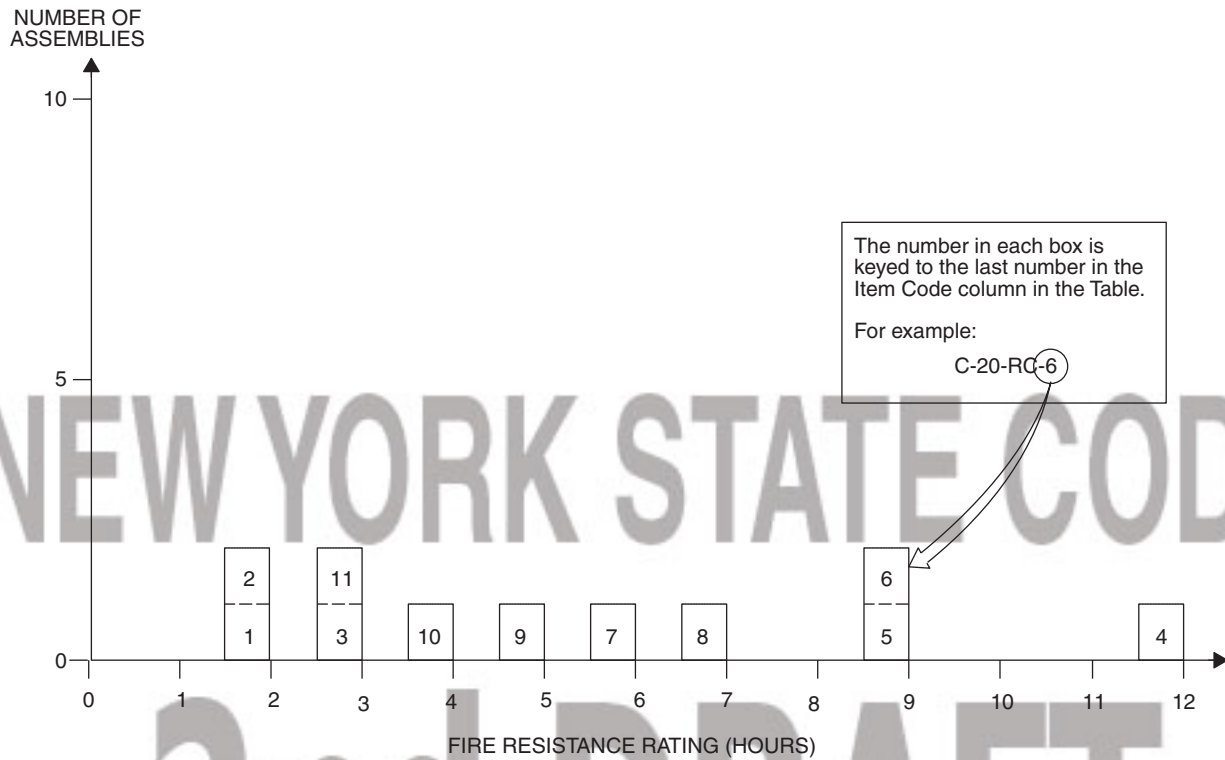 NUMBER OF
ASSEMBLIES
10
The number in each box is
keyed to the last number in the
Item Code column in the Table.
For example:
C-20-RC-6
5
NEW YORK STATE COD
2 11 6
1 3 10 9 7 8 5 4
0
0 1 2 3 4 5 6 7 8 9 10 11 12
FIRE RESISTANCE RATING (HOURS)
2nd DRAFT